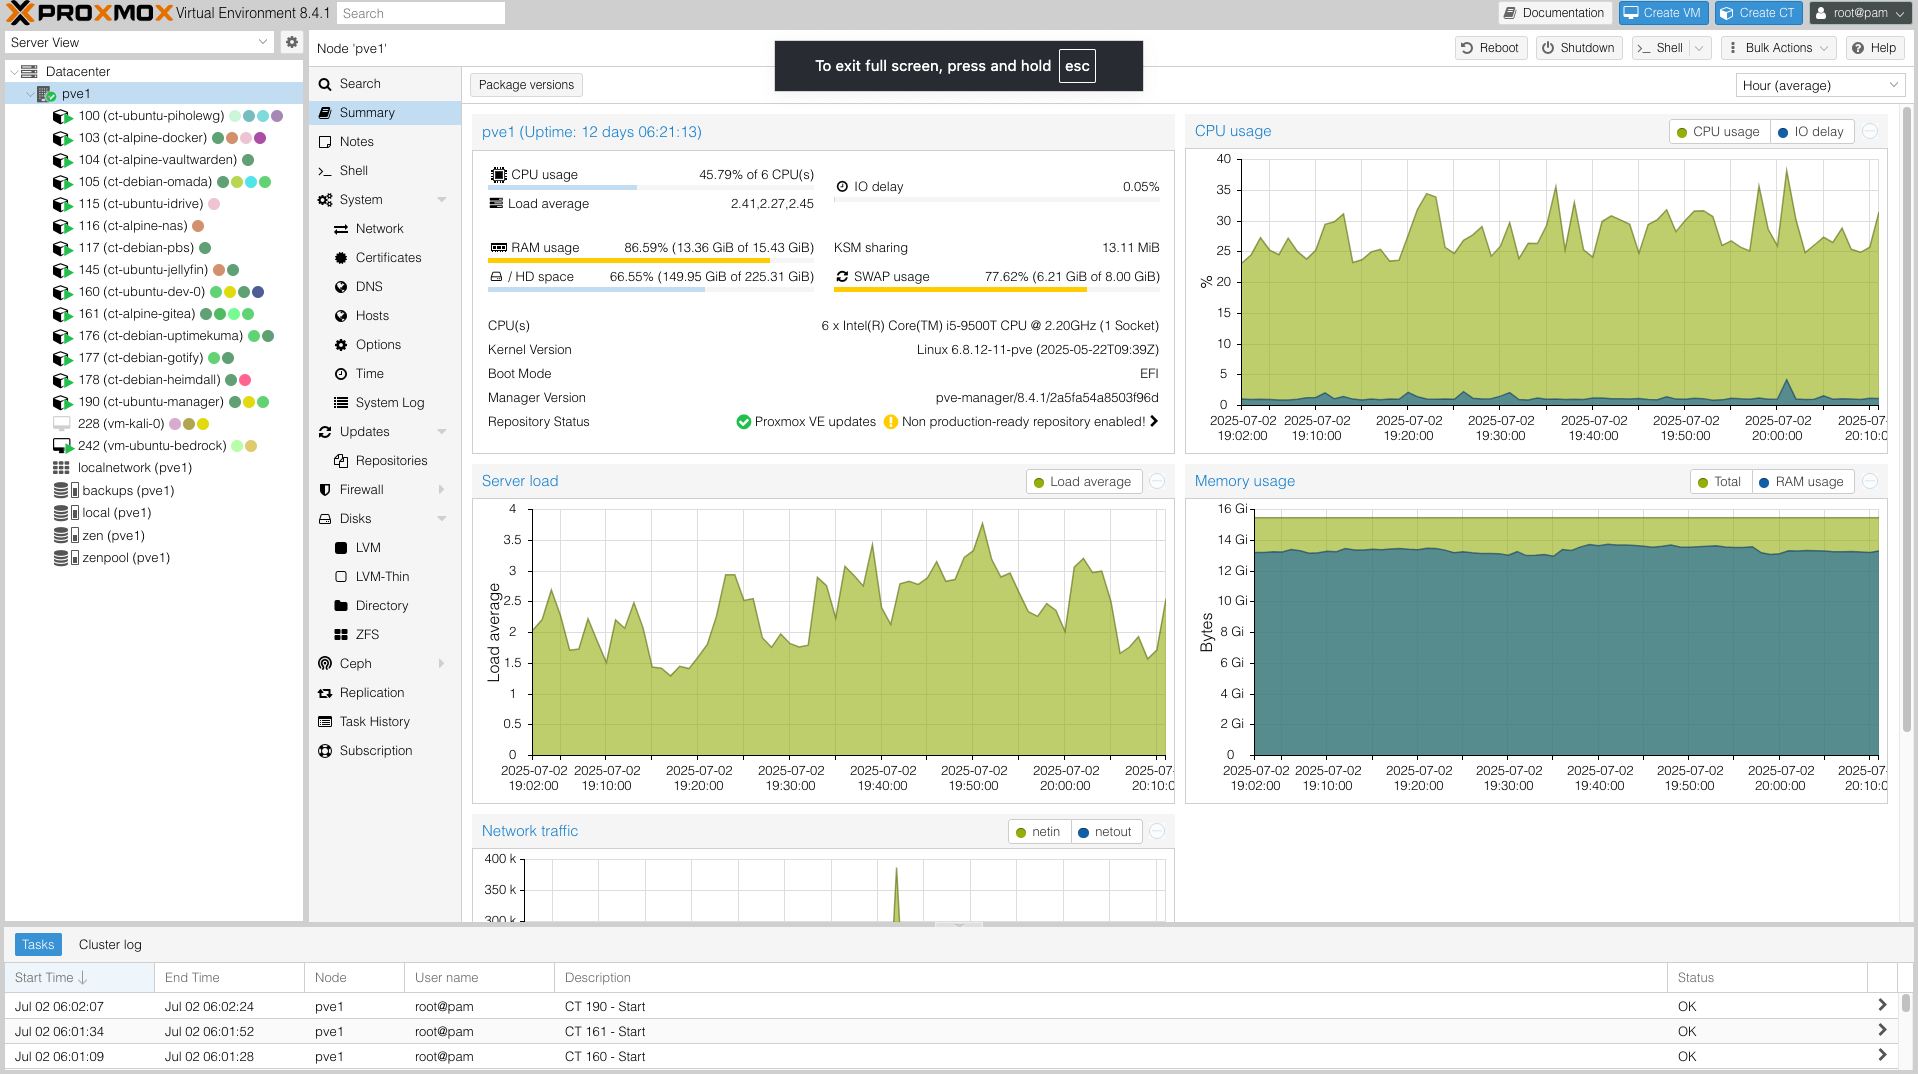 PROXMOX Virtual Environment 8.4.1 Search Documentation Create VM Create CT root@pam
Server View
Node 'pve1' Reboot Shutdown Shell Bulk Actions Help
To exit full screen, press and hold esc
Datacenter
pve1
100 (ct-ubuntu-piholewg)
103 (ct-alpine-docker)
104 (ct-alpine-vaultwarden)
105 (ct-debian-omada)
115 (ct-ubuntu-idrive)
116 (ct-alpine-nas)
117 (ct-debian-pbs)
145 (ct-ubuntu-jellyfin)
160 (ct-ubuntu-dev-0)
161 (ct-alpine-gitea)
176 (ct-debian-uptimekuma)
177 (ct-debian-gotify)
178 (ct-debian-heimdall)
190 (ct-ubuntu-manager)
228 (vm-kali-0)
242 (vm-ubuntu-bedrock)
localnetwork (pve1)
backups (pve1)
local (pve1)
zen (pve1)
zenpool (pve1)
Search
Summary
Notes
Shell
System
Network
Certificates
DNS
Hosts
Options
Time
System Log
Updates
Repositories
Firewall
Disks
LVM
LVM-Thin
Directory
ZFS
Ceph
Replication
Task History
Subscription
Package versions
Hour (average)
pve1 (Uptime: 12 days 06:21:13)
CPU usage 45.79% of 6 CPU(s)
IO delay 0.05%
Load average 2.41,2.27,2.45
RAM usage 86.59% (13.36 GiB of 15.43 GiB)
KSM sharing 13.11 MiB
/ HD space 66.55% (149.95 GiB of 225.31 GiB)
SWAP usage 77.62% (6.21 GiB of 8.00 GiB)
CPU(s) 6 x Intel(R) Core(TM) i5-9500T CPU @ 2.20GHz (1 Socket)
Kernel Version Linux 6.8.12-11-pve (2025-05-22T09:39Z)
Boot Mode EFI
Manager Version pve-manager/8.4.1/2a5fa54a8503f96d
Repository Status Proxmox VE updates Non production-ready repository enabled!
CPU usage CPU usage IO delay
40
35
30
25
20
15
10
5
0
%
2025-07-02 2025-07-02 2025-07-02 2025-07-02 2025-07-02 2025-07-02 2025-07-02 2025-07
19:02:00 19:10:00 19:20:00 19:30:00 19:40:00 19:50:00 20:00:00 20:10:0
Server load Load average
4
3.5
3
2.5
2
1.5
1
0.5
0
Load average
2025-07-02 2025-07-02 2025-07-02 2025-07-02 2025-07-02 2025-07-02 2025-07-02 2025-07
19:02:00 19:10:00 19:20:00 19:30:00 19:40:00 19:50:00 20:00:00 20:10:0
Memory usage Total RAM usage
16 Gi
14 Gi
12 Gi
10 Gi
8 Gi
6 Gi
4 Gi
2 Gi
0
Bytes
2025-07-02 2025-07-02 2025-07-02 2025-07-02 2025-07-02 2025-07-02 2025-07-02 2025-07-
19:02:00 19:10:00 19:20:00 19:30:00 19:40:00 19:50:00 20:00:00 20:10:0
Network traffic netin netout
400 k
350 k
300 k
Tasks Cluster log
Start Time End Time Node User name Description Status
Jul 02 06:02:07 Jul 02 06:02:24 pve1 root@pam CT 190 - Start OK
Jul 02 06:01:34 Jul 02 06:01:52 pve1 root@pam CT 161 - Start OK
Jul 02 06:01:09 Jul 02 06:01:28 pve1 root@pam CT 160 - Start OK